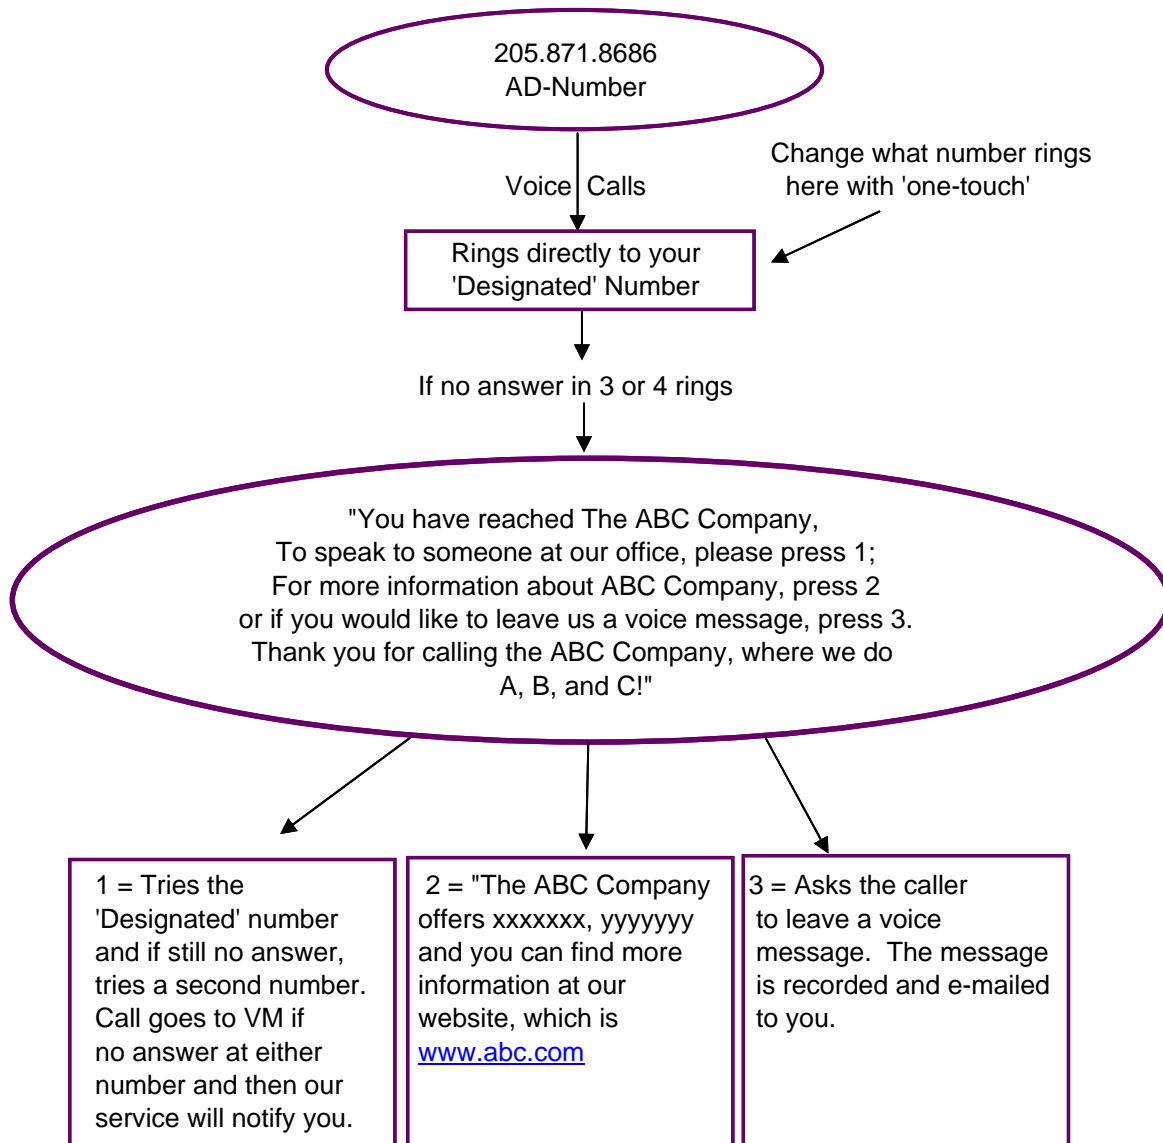 205.871.8686
AD-Number
Change what number rings
here with 'one-touch'
Voice Calls
Rings directly to your
'Designated' Number
If no answer in 3 or 4 rings
"You have reached The ABC Company,
To speak to someone at our office, please press 1;
For more information about ABC Company, press 2
or if you would like to leave us a voice message, press 3.
Thank you for calling the ABC Company, where we do
A, B, and C!"
1 = Tries the
'Designated' number
and if still no answer,
tries a second number.
Call goes to VM if
no answer at either
number and then our
service will notify you.
2 = "The ABC Company
offers xxxxxxx, yyyyyyy
and you can find more
information at our
website, which is
www.abc.com
3 = Asks the caller
to leave a voice
message.  The message
is recorded and e-mailed
to you.